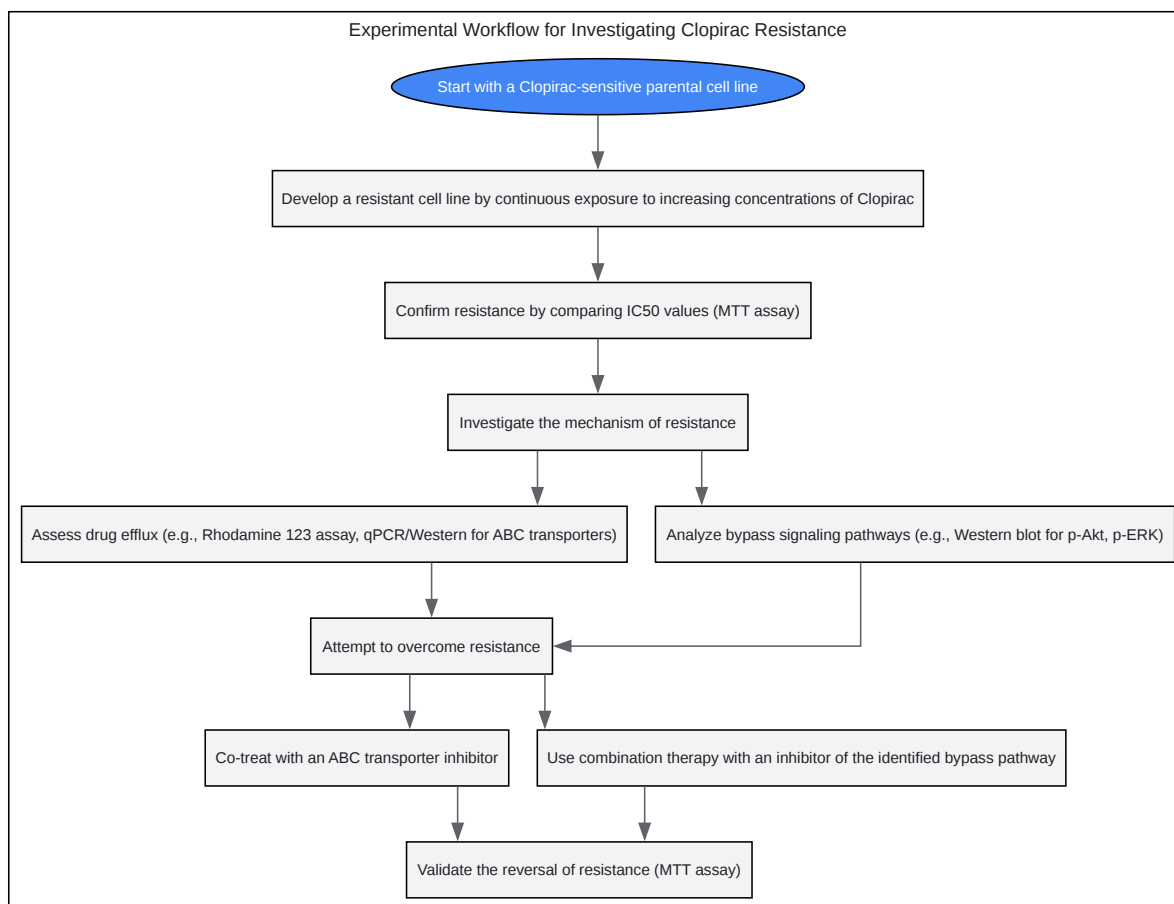 Experimental Workflow for Investigating Clopirac Resistance
Start with a Clopirac-sensitive parental cell line
Develop a resistant cell line by continuous exposure to increasing concentrations of Clopirac
Confirm resistance by comparing IC50 values (MTT assay)
Investigate the mechanism of resistance
Assess drug efflux (e.g., Rhodamine 123 assay, qPCR/Western for ABC transporters)
Analyze bypass signaling pathways (e.g., Western blot for p-Akt, p-ERK)
Attempt to overcome resistance
Co-treat with an ABC transporter inhibitor
Use combination therapy with an inhibitor of the identified bypass pathway
Validate the reversal of resistance (MTT assay)